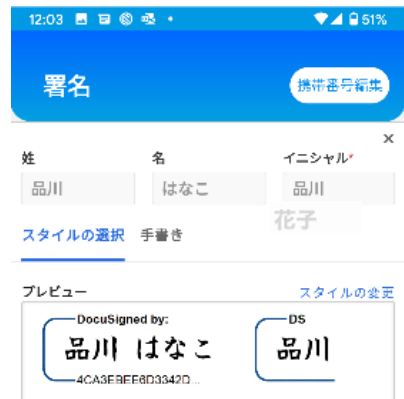 12:03 51%
署名 携帯番号編集
×
姓 名 イニシャル*
品川 はなこ 品川
花子
スタイルの選択 手書き
プレビュー スタイルの変更
DocuSigned by: DS
品川 はなこ 品川
4CA3EBEE6D3342D...